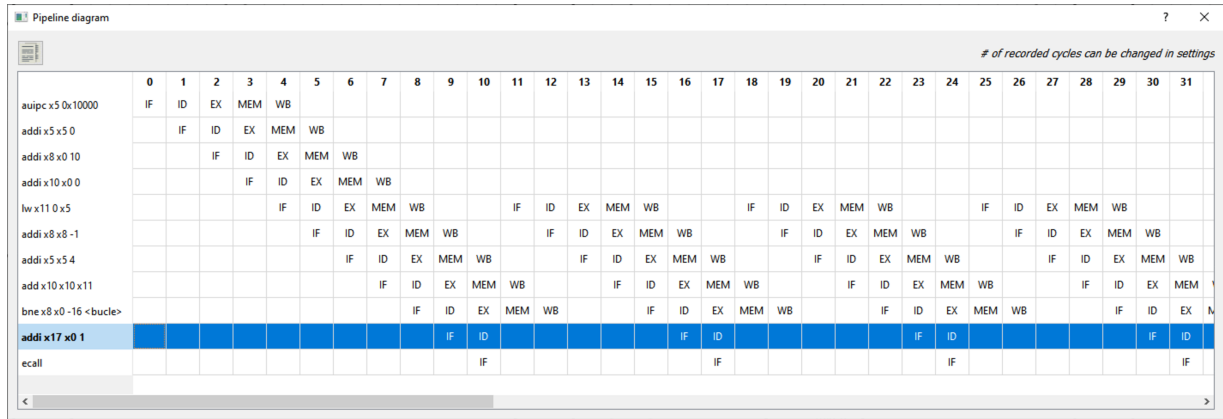 Pipeline diagram ? ×
# of recorded cycles can be changed in settings
0 1 2 3 4 5 6 7 8 9 10 11 12 13 14 15 16 17 18 19 20 21 22 23 24 25 26 27 28 29 30 31
auipc x5 0x10000 IF ID EX MEM WB
addi x5 x5 0 IF ID EX MEM WB
addi x8 x0 10 IF ID EX MEM WB
addi x10 x0 0 IF ID EX MEM WB
lw x11 0 x5 IF ID EX MEM WB IF ID EX MEM WB IF ID EX MEM WB IF ID EX MEM WB
addi x8 x8 -1 IF ID EX MEM WB IF ID EX MEM WB IF ID EX MEM WB IF ID EX MEM WB
addi x5 x5 4 IF ID EX MEM WB IF ID EX MEM WB IF ID EX MEM WB IF ID EX MEM WB
add x10 x10 x11 IF ID EX MEM WB IF ID EX MEM WB IF ID EX MEM WB IF ID EX MEM
bne x8 x0 -16 <bucle> IF ID EX MEM WB IF ID EX MEM WB IF ID EX MEM WB IF ID EX
addi x17 x0 1 IF ID IF ID IF ID IF ID
ecall IF IF IF IF